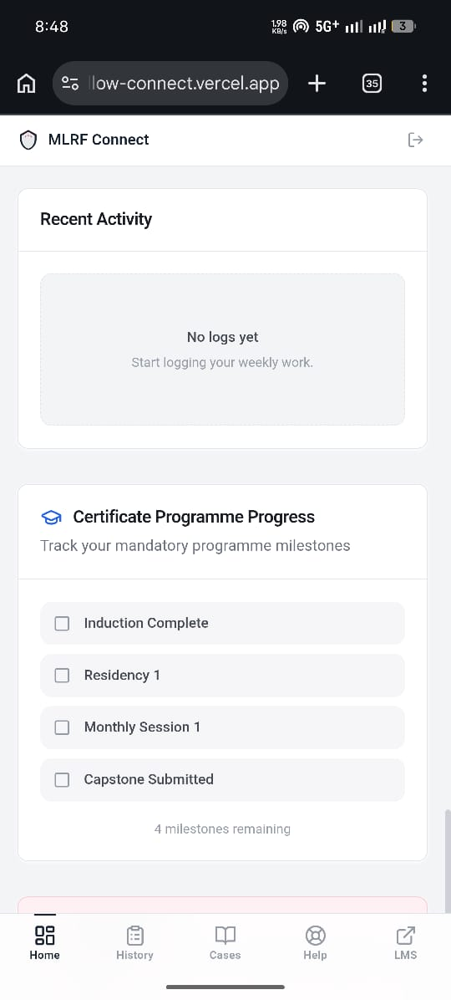 8:48
1.98
KB/s
5G+
3
low-connect.vercel.app
35
MLRF Connect
Recent Activity
No logs yet
Start logging your weekly work.
Certificate Programme Progress
Track your mandatory programme milestones
Induction Complete
Residency 1
Monthly Session 1
Capstone Submitted
4 milestones remaining
Home
History
Cases
Help
LMS